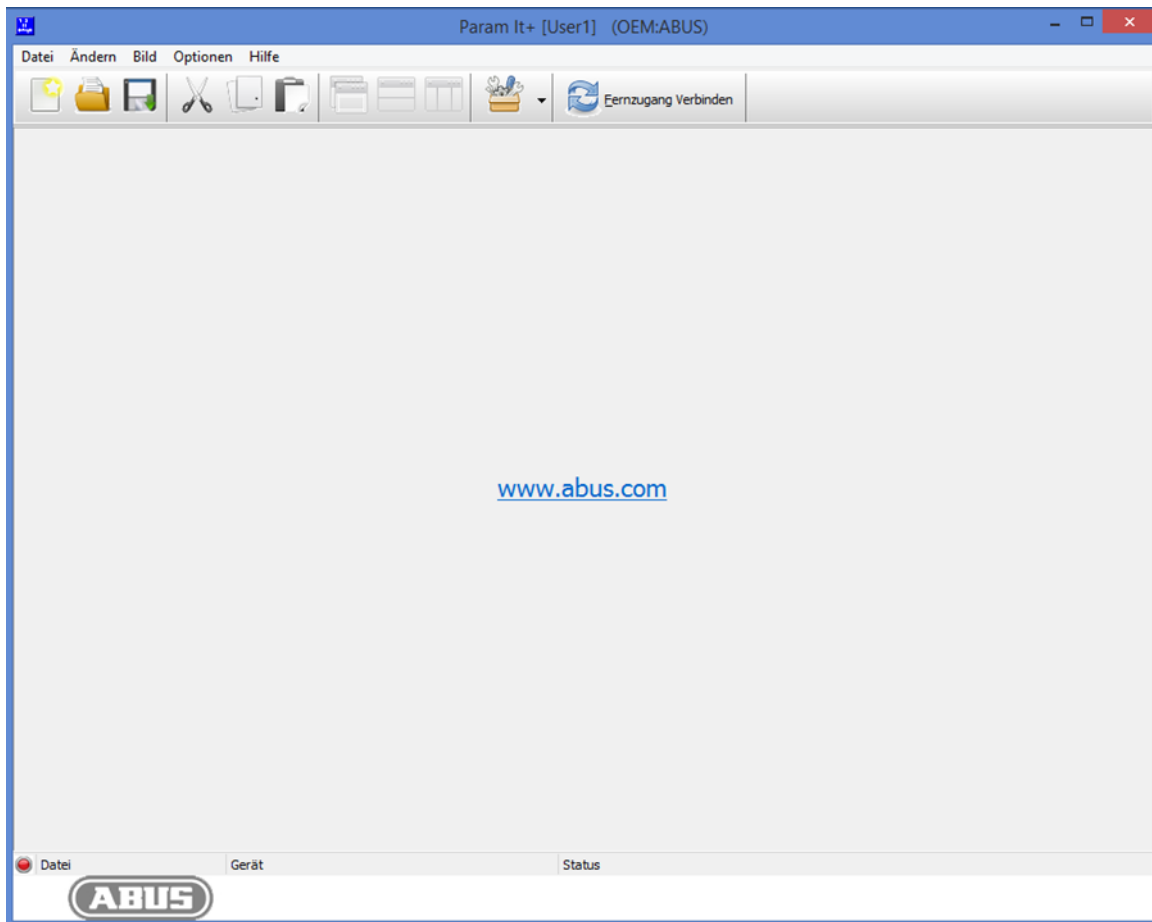 Param It+ [User1] (OEM:ABUS)
Datei Ändern Bild Optionen Hilfe
Fernzugang Verbinden
www.abus.com
Datei Gerät Status
ABUS